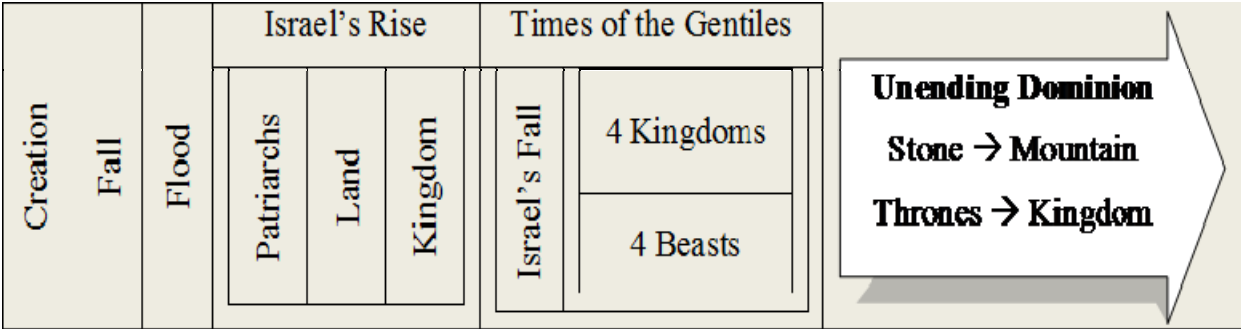 Creation
Fall
Flood
Israel’s Rise
Patriarchs
Land
Kingdom
Times of the Gentiles
Israel’s Fall
4 Kingdoms
4 Beasts
Unending Dominion
Stone → Mountain
Thrones → Kingdom